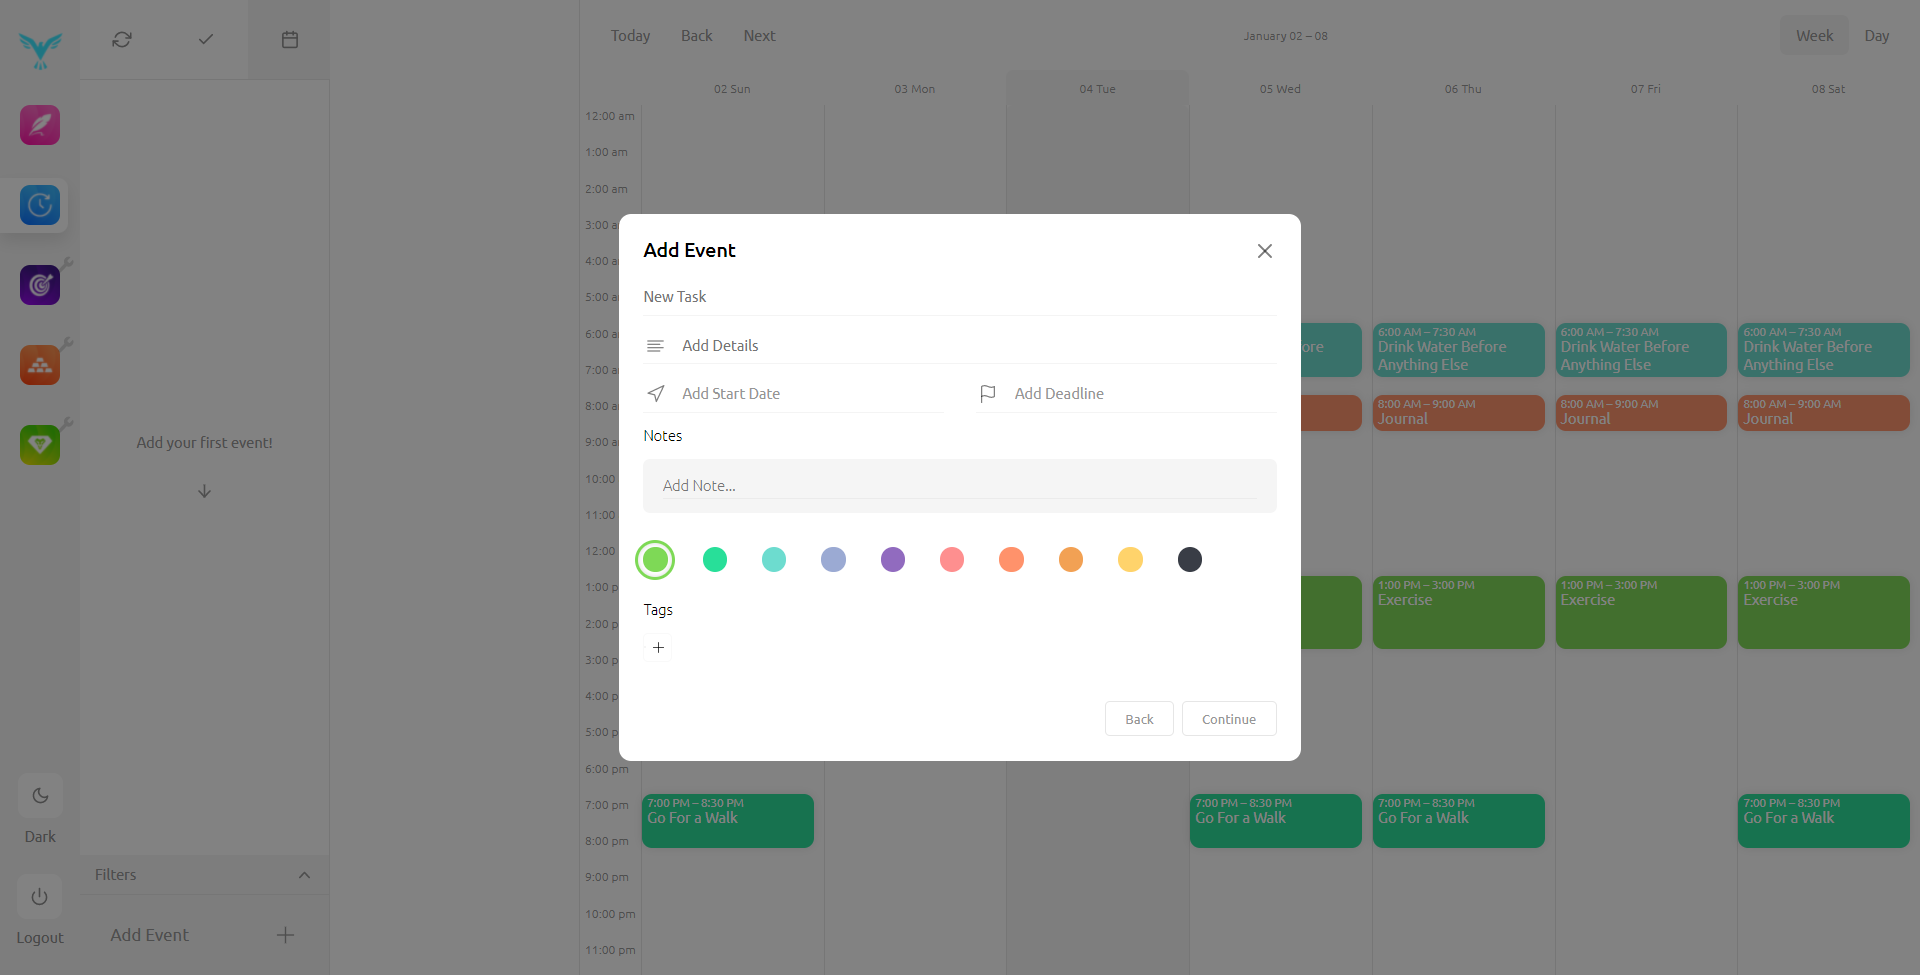 Today Back Next January 02 – 08 Week Day
02 Sun 03 Mon 04 Tue 05 Wed 06 Thu 07 Fri 08 Sat
12:00 am
1:00 am
2:00 am
3:00 a
4:00 a
5:00 a
6:00 a
7:00 a
8:00 a
9:00 a
10:00
11:00
12:00
1:00 p
2:00 p
3:00 p
4:00 p
5:00 p
6:00 pm
7:00 pm
8:00 pm
9:00 pm
10:00 pm
11:00 pm
Add Event
New Task
Add Details
Add Start Date Add Deadline
Notes
Add Note...
Tags
Back Continue
ore
6:00 AM – 7:30 AM
Drink Water Before
Anything Else
6:00 AM – 7:30 AM
Drink Water Before
Anything Else
6:00 AM – 7:30 AM
Drink Water Before
Anything Else
8:00 AM – 9:00 AM
Journal
8:00 AM – 9:00 AM
Journal
8:00 AM – 9:00 AM
Journal
1:00 PM – 3:00 PM
Exercise
1:00 PM – 3:00 PM
Exercise
1:00 PM – 3:00 PM
Exercise
7:00 PM – 8:30 PM
Go For a Walk
7:00 PM – 8:30 PM
Go For a Walk
7:00 PM – 8:30 PM
Go For a Walk
7:00 PM – 8:30 PM
Go For a Walk
Add your first event!
Dark
Logout
Filters
Add Event